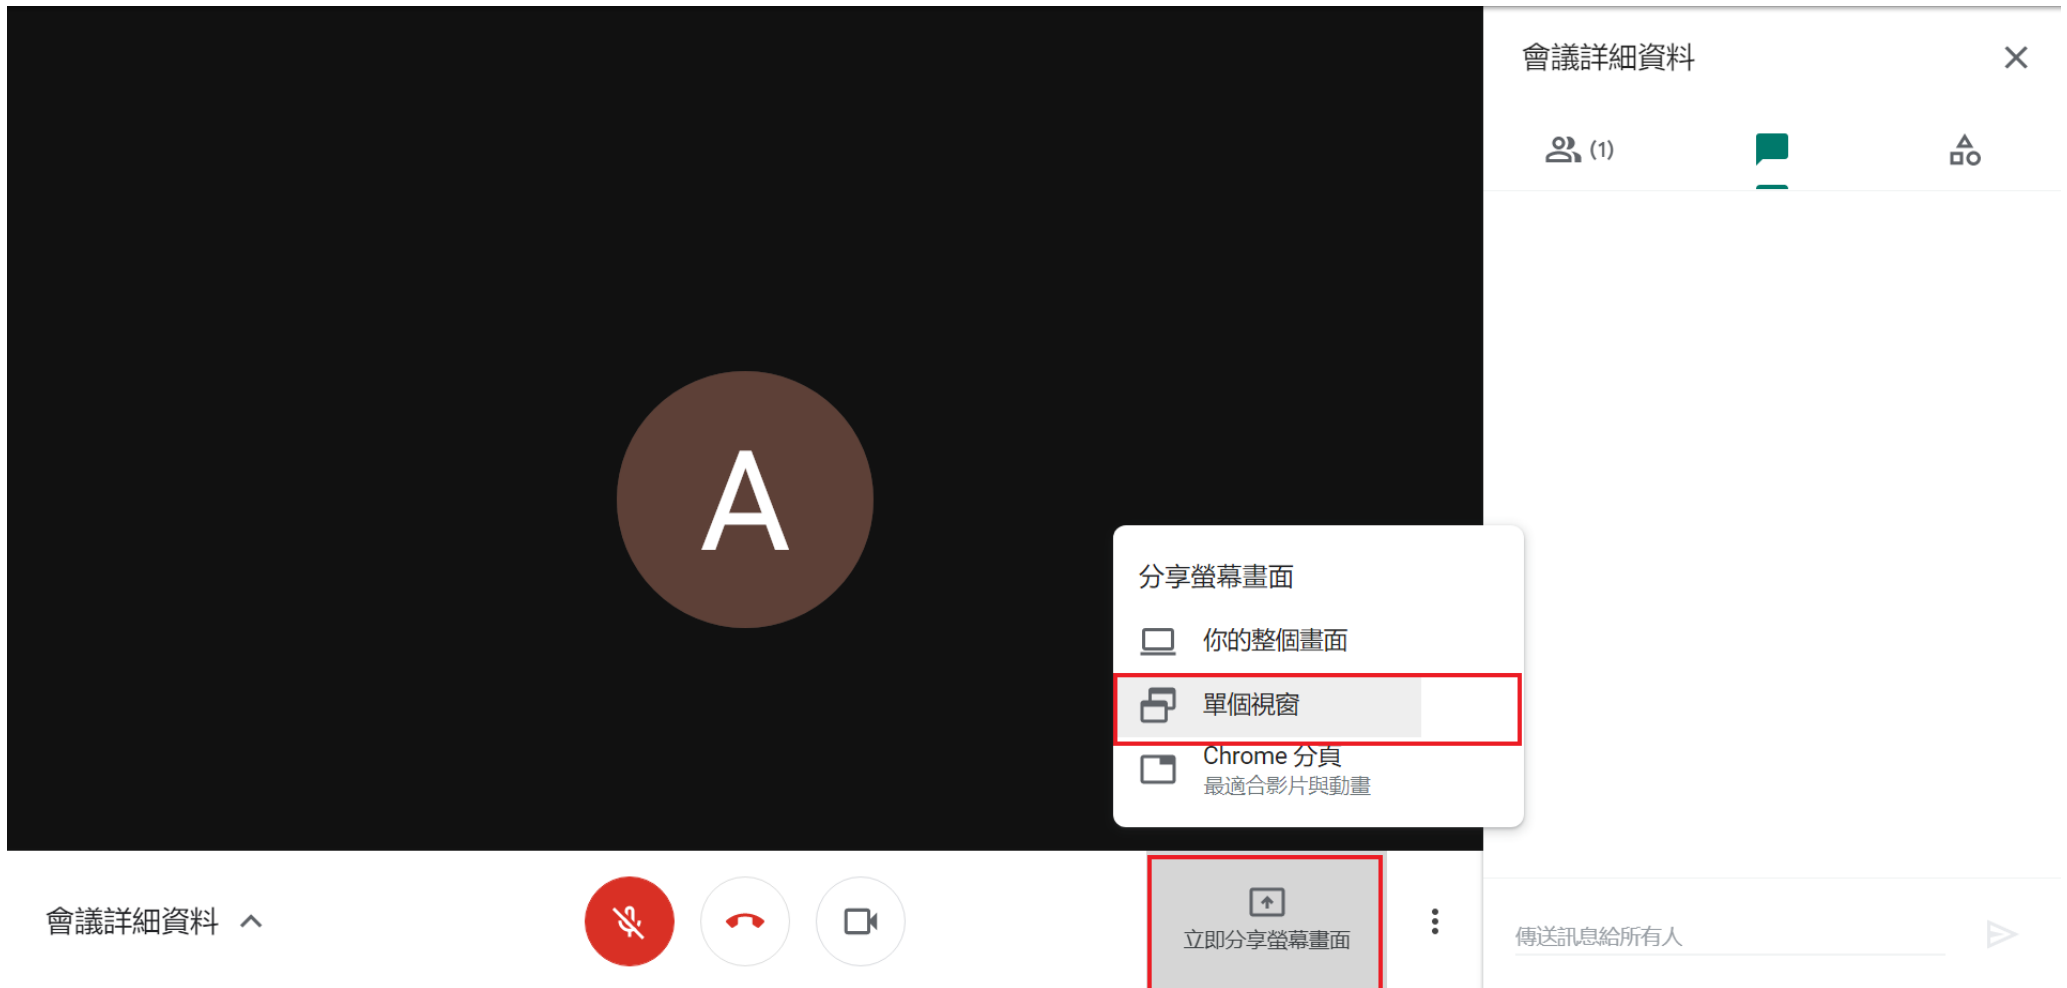 會議詳細資料
(1)
A
分享螢幕畫面
你的整個畫面
單個視窗
Chrome 分頁
最適合影片與動畫
會議詳細資料
立即分享螢幕畫面
傳送訊息給所有人